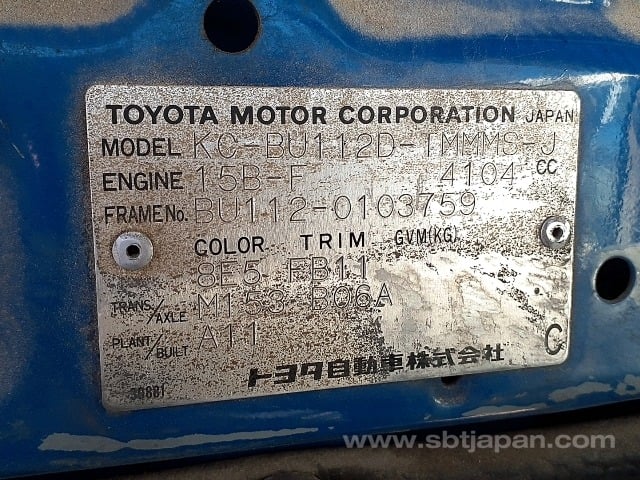 TOYOTA MOTOR CORPORATION JAPAN
MODEL KC-BU112D-TMMMS-J
ENGINE 15B-F 4104 CC
FRAME No. BU112-0103759
COLOR TRIM GVM(KG)
8E5 FB11
TRANS/AXLE M153 B06A
PLANT/BUILT A11
C
トヨタ自動車株式会社
30881
www.sbtjapan.com